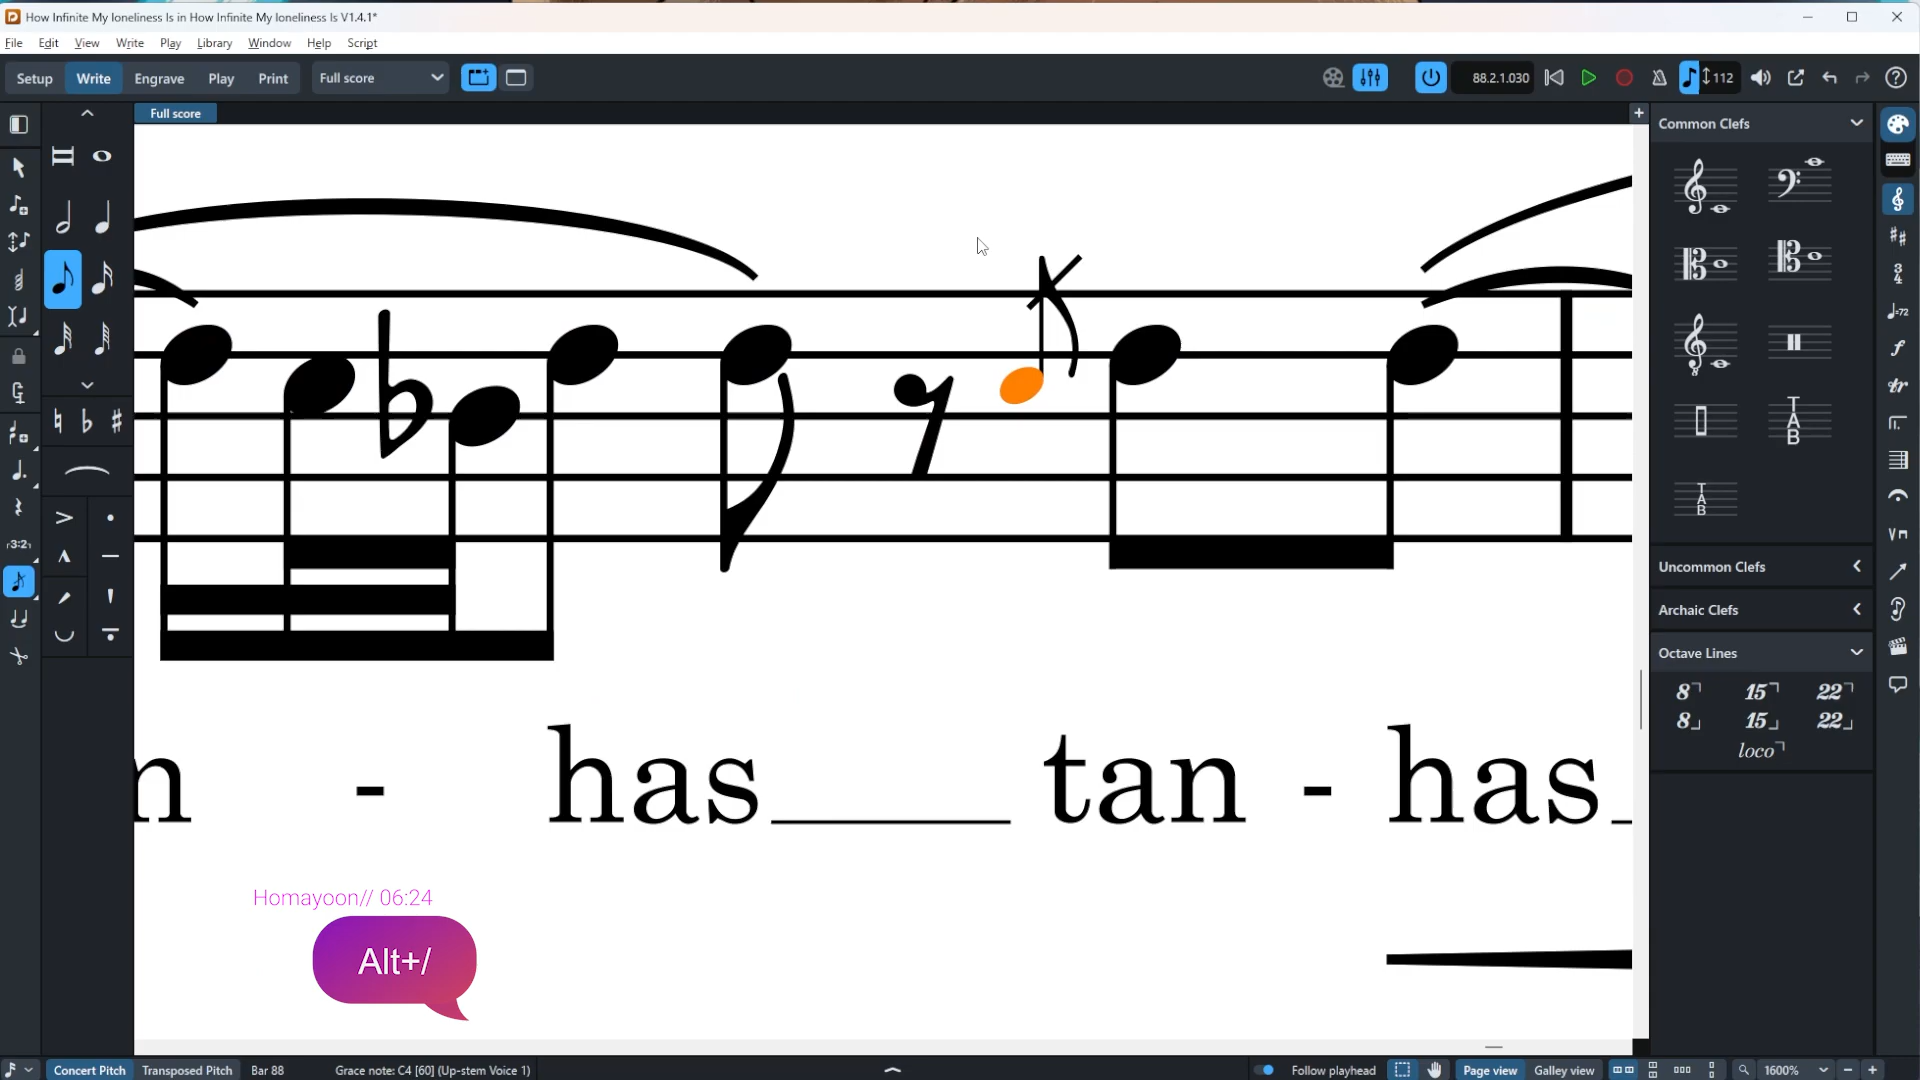 How Infinite My loneliness Is in How Infinite My loneliness Is V1.4.1*
File Edit View Write Play Library Window Help Script
Setup Write Engrave Play Print Full score 88.2.1.030 112
Full score
Common Clefs
=72
T
A
B
T
A
B
3:2
Uncommon Clefs
Archaic Clefs
Octave Lines
8 15 22
8 15 22
loco
n - has tan - has
Homayoon// 06:24
Alt+/
Concert Pitch Transposed Pitch Bar 88 Grace note: C4 [60] (Up-stem Voice 1) Follow playhead Page view Galley view 1600%